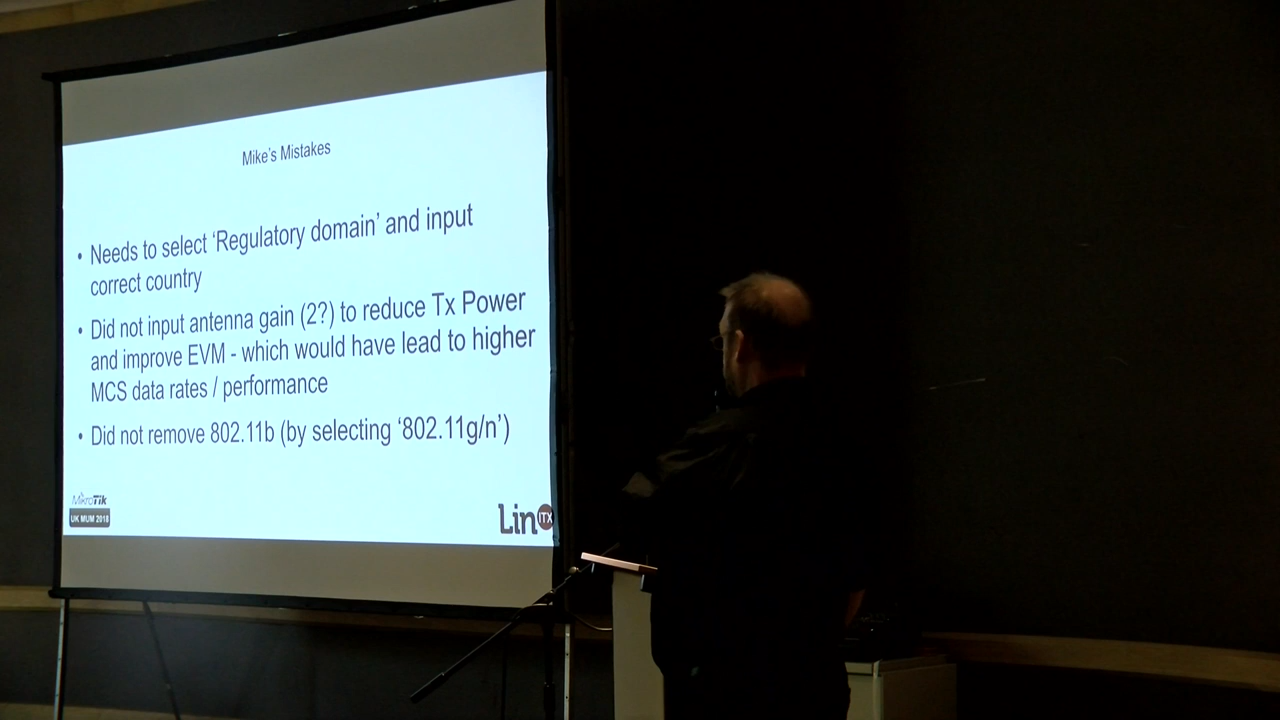 Mike's Mistakes
• Needs to select ‘Regulatory domain’ and input
correct country
• Did not input antenna gain (2?) to reduce Tx Power
and improve EVM - which would have lead to higher
MCS data rates / performance
• Did not remove 802.11b (by selecting ‘802.11g/n’)
MikroTik
UK MUM 2018
Lin ITX